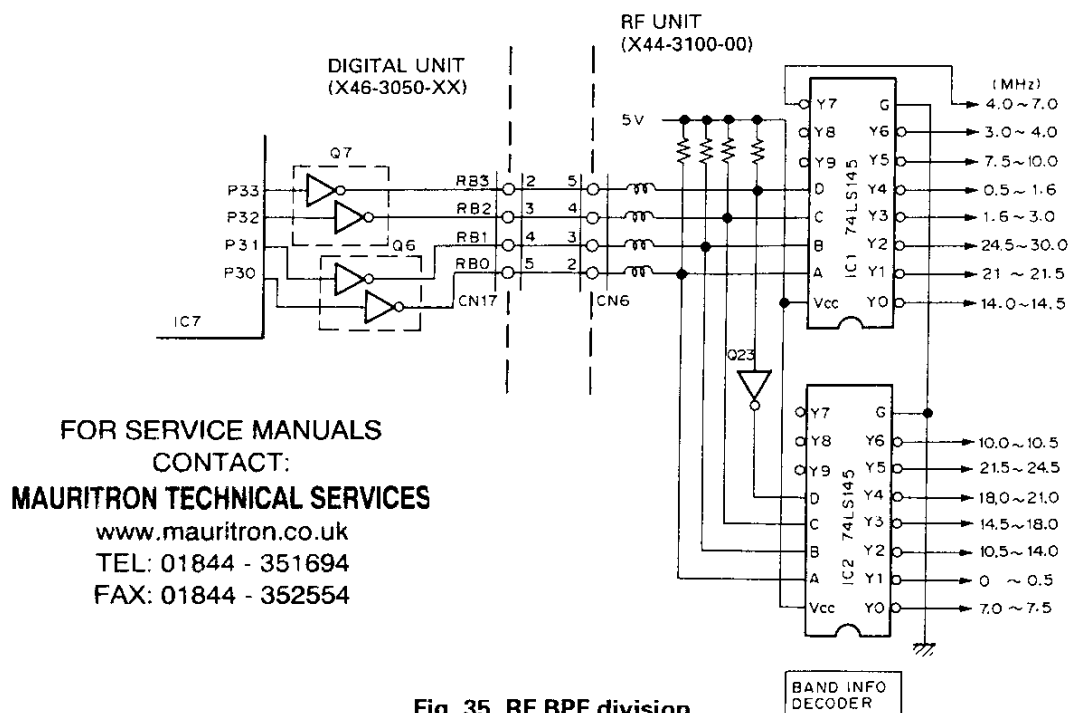 RF UNIT
(X44-3100-00)
DIGITAL UNIT
(X46-3050-XX)
5V
Q7
Q6
P33
P32
P31
P30
IC7
RB3 2 5
RB2 3 4
RB1 4 3
RB0 5 2
CN17 CN6
Q23
(MHz)
Y7 G 4.0~7.0
Y8 Y6 3.0~4.0
Y9 Y5 7.5~10.0
D Y4 0.5~1.6
C Y3 1.6~3.0
B Y2 24.5~30.0
A Y1 21 ~21.5
Vcc Y0 14.0~14.5
IC1 74LS145
Y7 G
Y8 Y6 10.0~10.5
Y9 Y5 21.5~24.5
D Y4 18.0~21.0
C Y3 14.5~18.0
B Y2 10.5~14.0
A Y1 0 ~0.5
Vcc Y0 7.0~7.5
IC2 74LS145
BAND INFO
DECODER
FOR SERVICE MANUALS
CONTACT:
MAURITRON TECHNICAL SERVICES
www.mauritron.co.uk
TEL: 01844 - 351694
FAX: 01844 - 352554
Fig. 35 RF BPF division